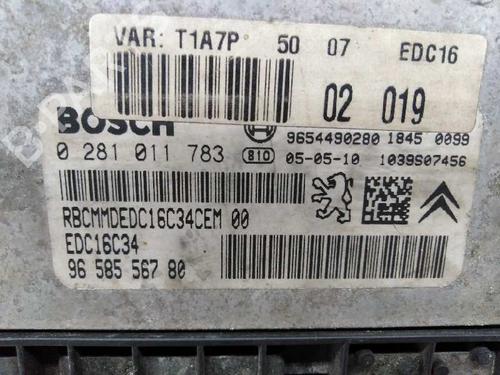 VAR: T1A7P 50 07 EDC16
02 019
BOSCH
9654490280 1845 0099
0 281 011 783 810 05-05-10 1039S07456
RBCMMDEDC16C34CEM 00
EDC16C34
96 585 567 80